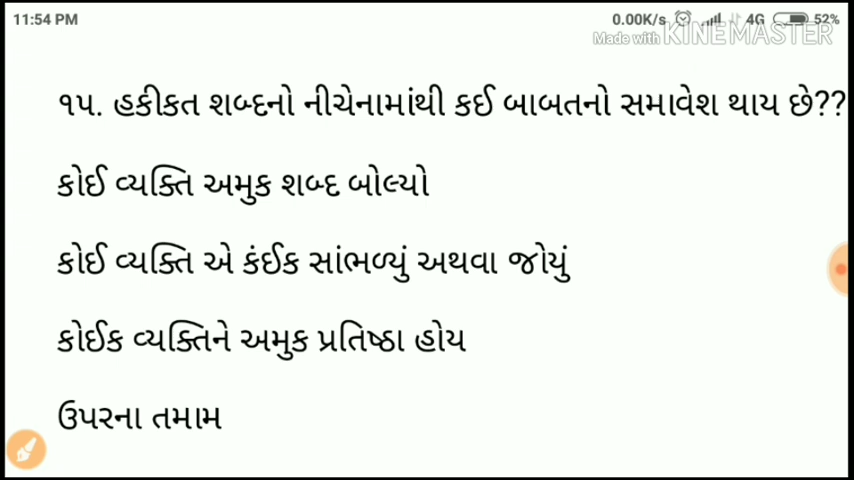 11:54 PM 0.00K/s 4G 52%
Made with KINEMASTER
૧૫. હકીકત શબ્દનો નીચેનામાંથી કઈ બાબતનો સમાવેશ થાય છે??
કોઈ વ્યક્તિ અમુક શબ્દ બોલ્યો
કોઈ વ્યક્તિ એ કંઈક સાંભળ્યું અથવા જોયું
કોઈક વ્યક્તિને અમુક પ્રતિષ્ઠા હોય
ઉપરના તમામ